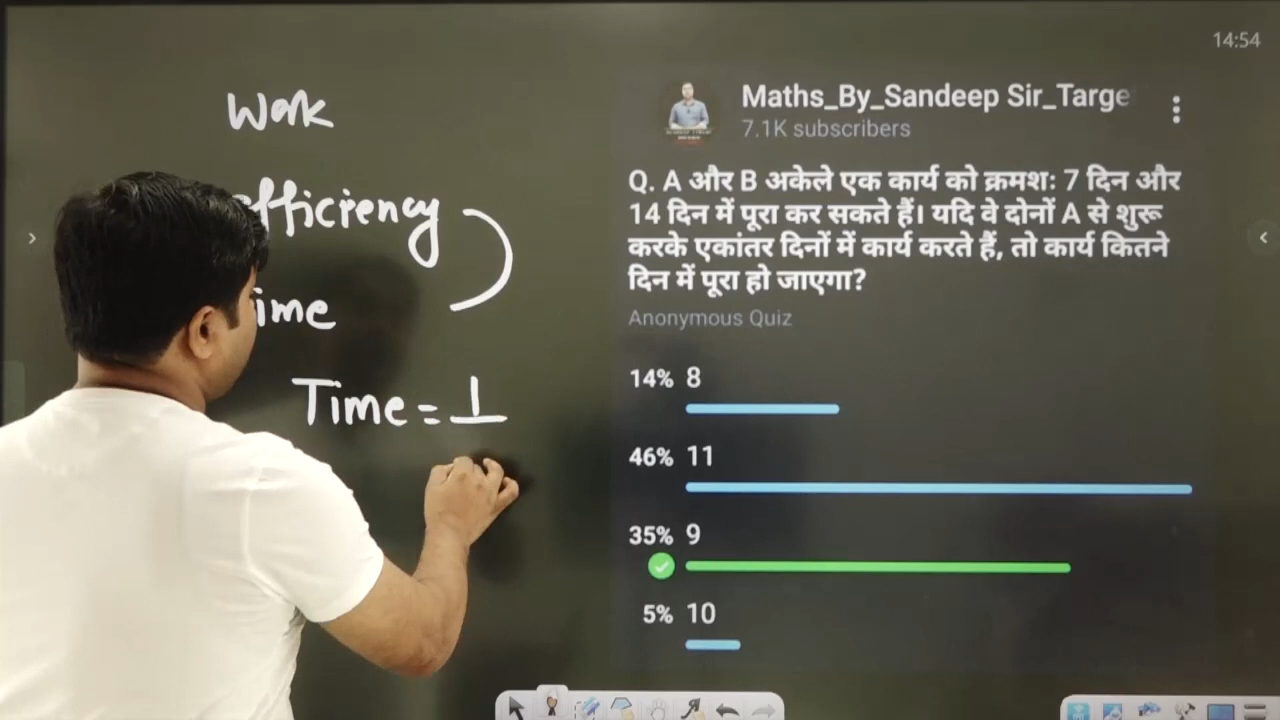 14:54
Work
efficiency
ime
Time = 1
Maths_By_Sandeep Sir_Targe
7.1K subscribers
Q. A और B अकेले एक कार्य को क्रमशः 7 दिन और
14 दिन में पूरा कर सकते हैं। यदि वे दोनों A से शुरू
करके एकांतर दिनों में कार्य करते हैं, तो कार्य कितने
दिन में पूरा हो जाएगा?
Anonymous Quiz
14% 8
46% 11
35% 9
5% 10